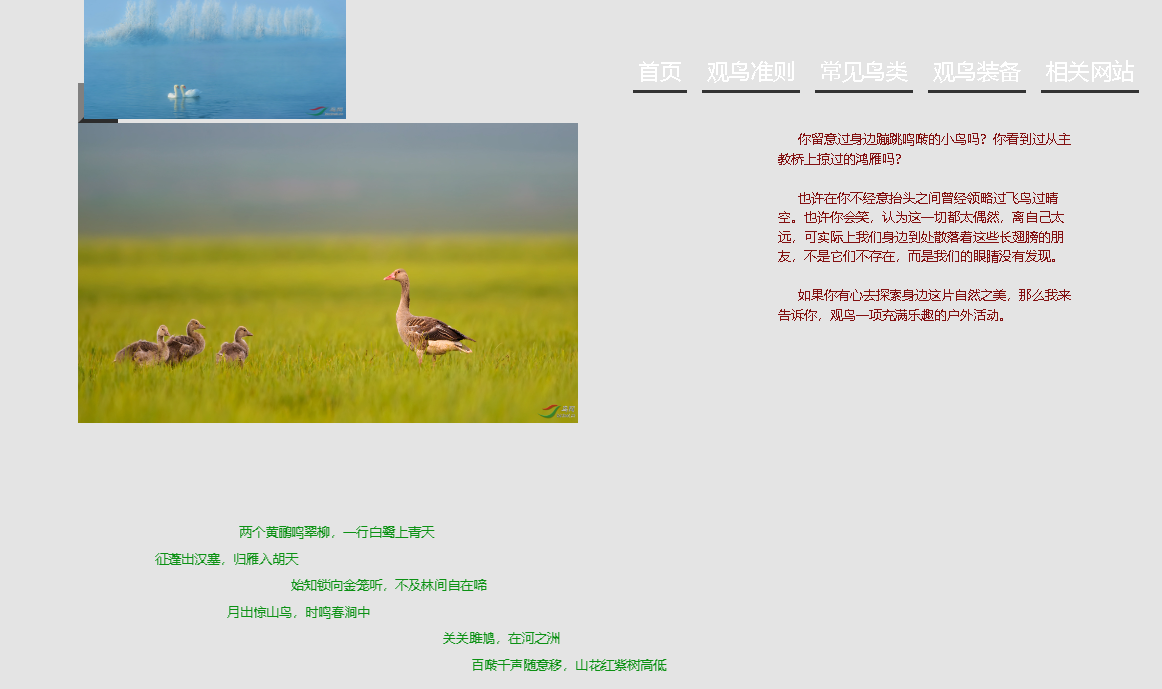 首页 观鸟准则 常见鸟类 观鸟装备 相关网站
你留意过身边蹦跳鸣啭的小鸟吗？你看到过从主
教桥上掠过的鸿雁吗？
也许在你不经意抬头之间曾经领略过飞鸟过晴
空。也许你会笑，认为这一切都太偶然，离自己太
远，可实际上我们身边到处散落着这些长翅膀的朋
友，不是它们不存在，而是我们的眼睛没有发现。
如果你有心去探索身边这片自然之美，那么我来
告诉你，观鸟一项充满乐趣的户外活动。
两个黄鹂鸣翠柳，一行白鹭上青天
征蓬出汉塞，归雁入胡天
始知锁向金笼听，不及林间自在啼
月出惊山鸟，时鸣春涧中
关关雎鸠，在河之洲
百啭千声随意移，山花红紫树高低